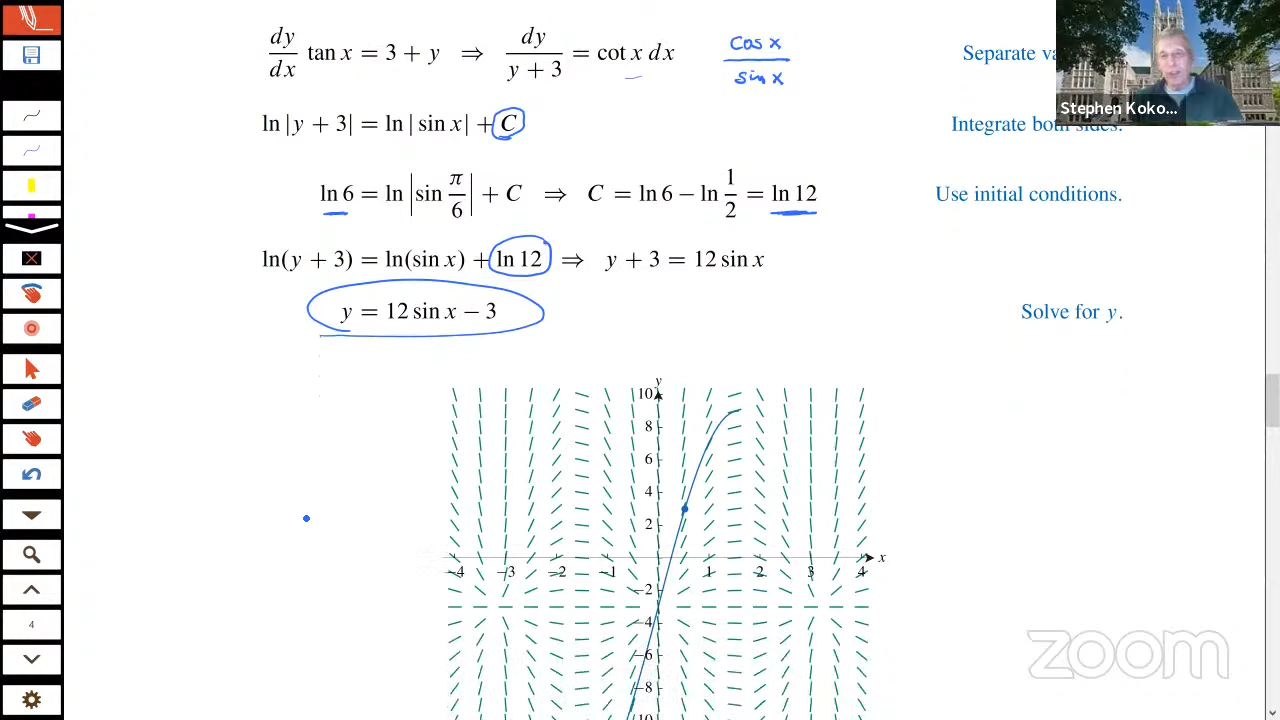 dy/dx tan x = 3 + y ⇒ dy/(y + 3) = cot x dx
cos x / sin x
Separate va
Stephen Koko...
ln |y + 3| = ln | sin x| + C
Integrate both sides.
ln 6 = ln |sin π/6| + C ⇒ C = ln 6 − ln 1/2 = ln 12
Use initial conditions.
ln(y + 3) = ln(sin x) + ln 12 ⇒ y + 3 = 12 sin x
y = 12 sin x − 3
Solve for y.
y
10
8
6
4
2
−4 −3 −2 −1 1 2 3 4 x
−2
−4
−6
−8
10
4
zoom